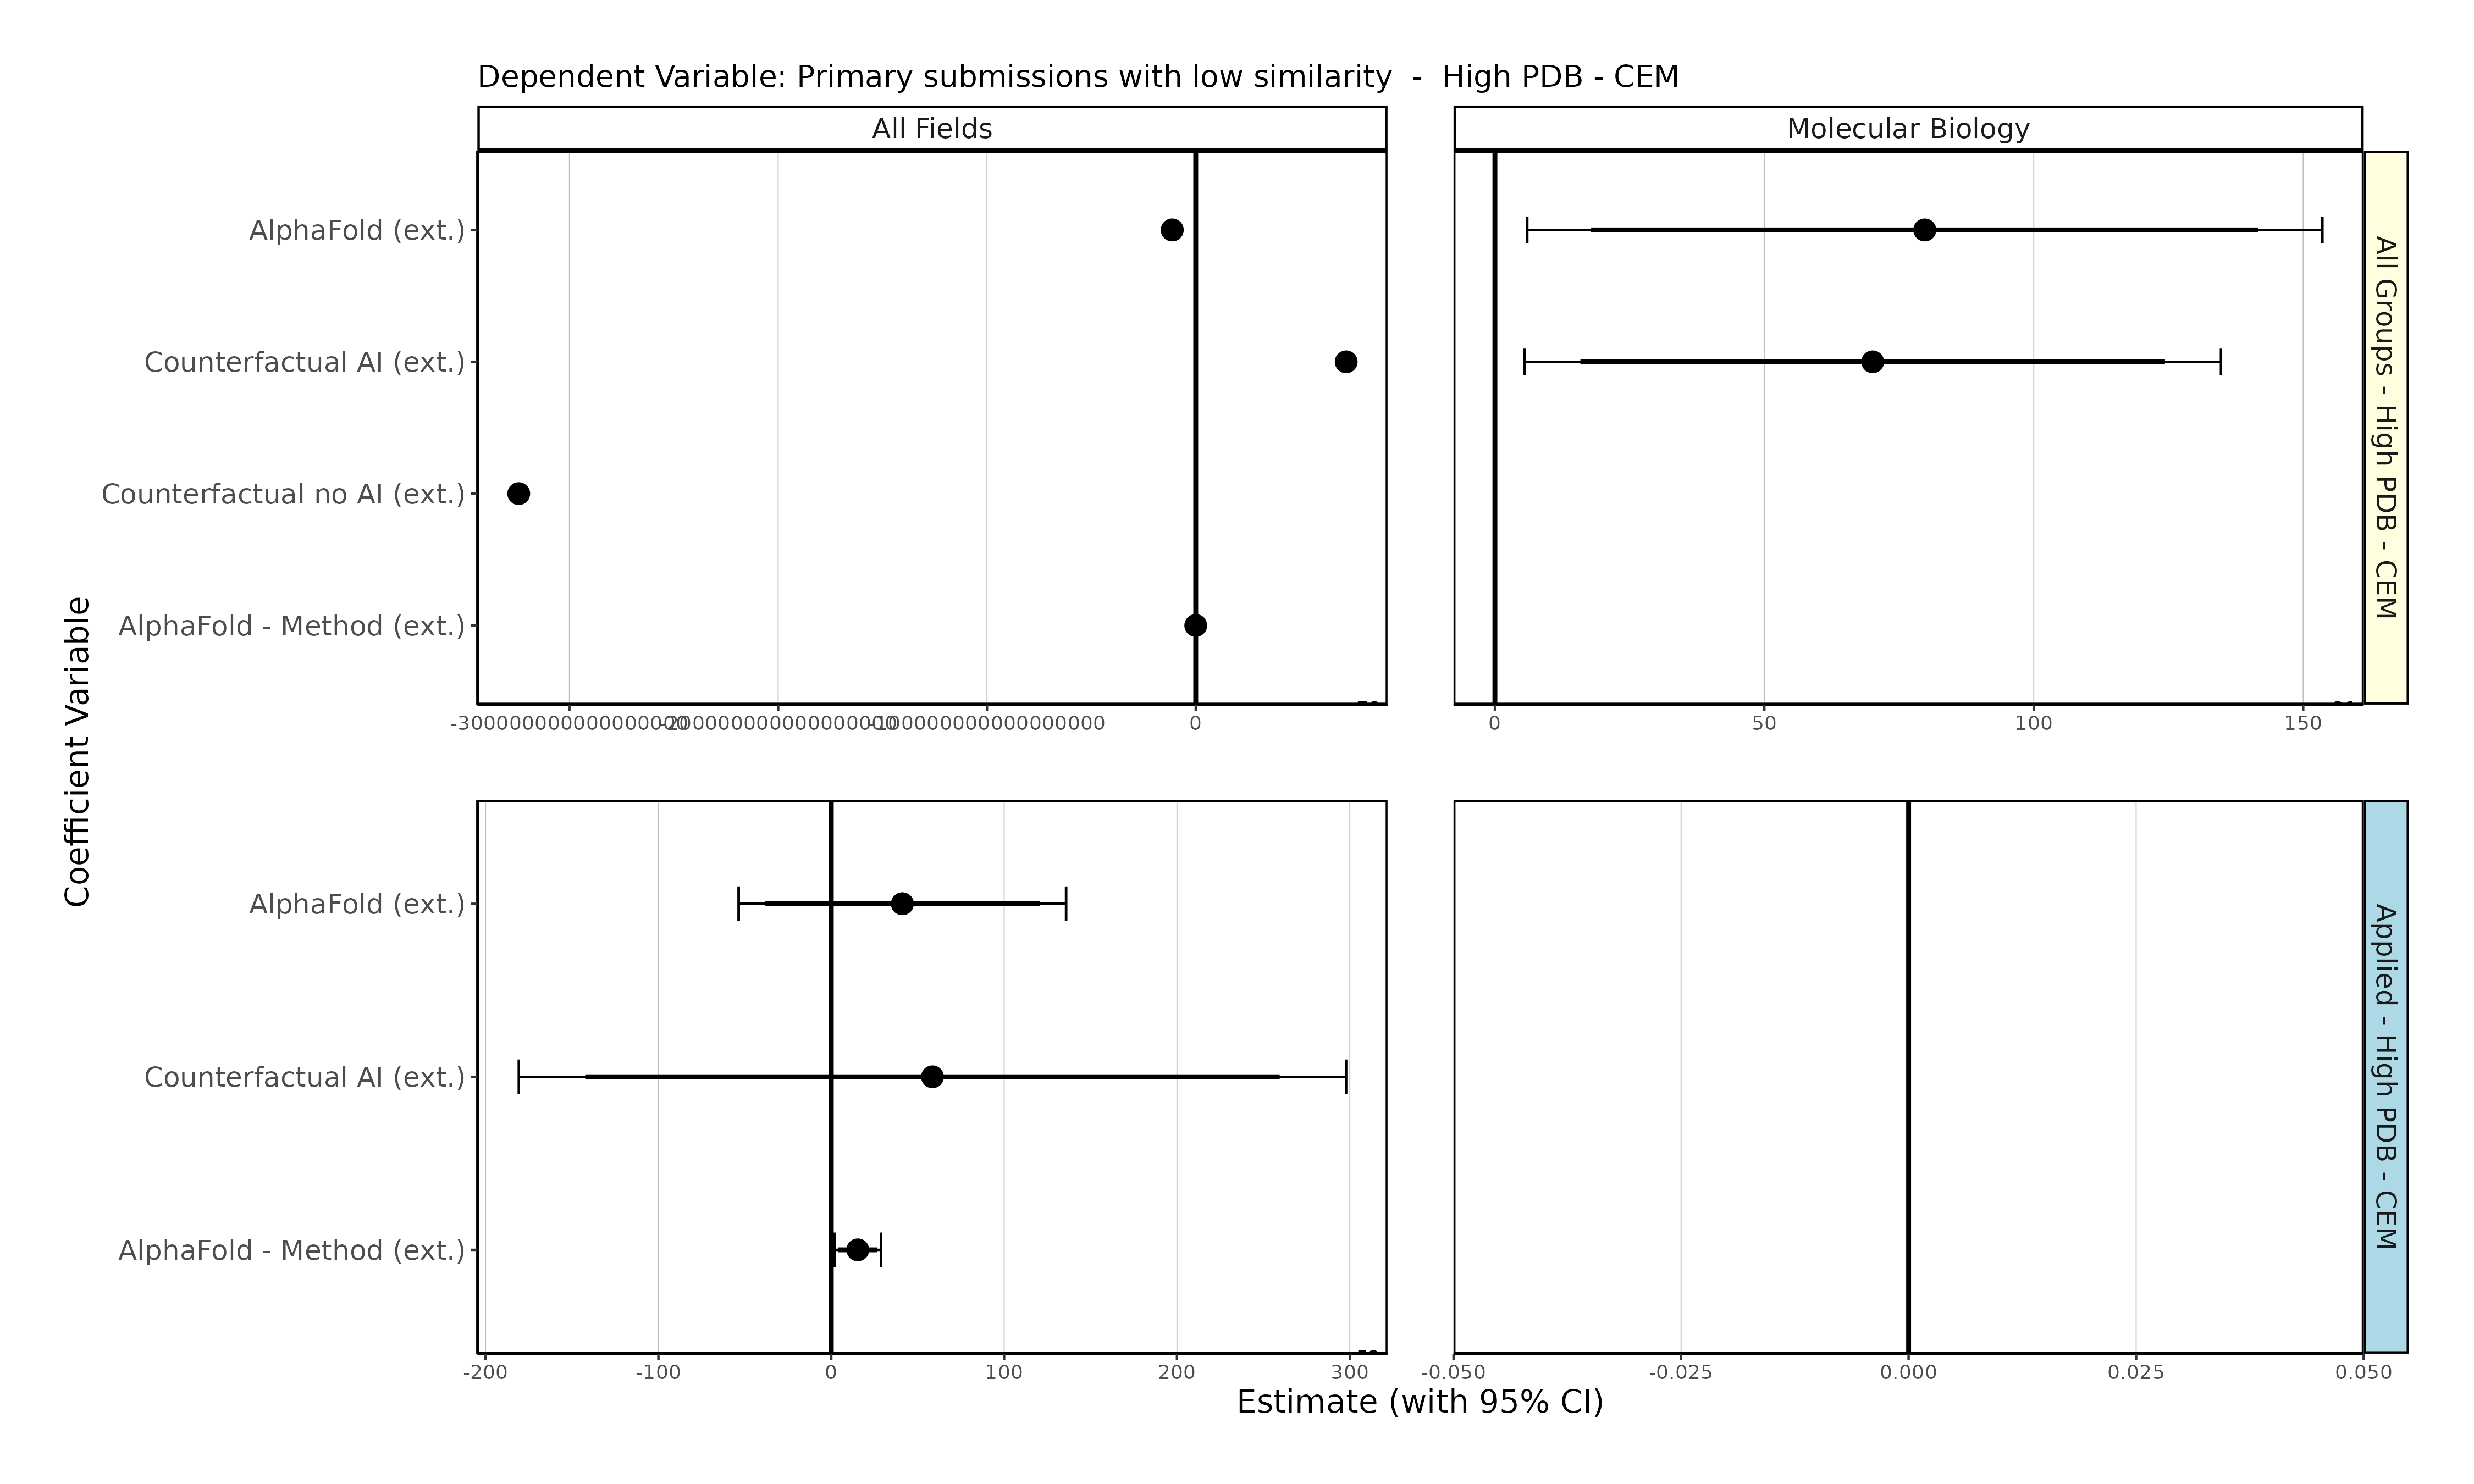 Dependent Variable: Primary submissions with low similarity - High PDB - CEM
All Fields
Molecular Biology
AlphaFold (ext.)
Counterfactual AI (ext.)
Counterfactual no AI (ext.)
AlphaFold - Method (ext.)
All Groups - High PDB - CEM
0
0 50 100 150
Coefficient Variable
AlphaFold (ext.)
Counterfactual AI (ext.)
AlphaFold - Method (ext.)
Applied - High PDB - CEM
-200 -100 0 100 200 300
-0.050 -0.025 0.000 0.025 0.050
Estimate (with 95% CI)